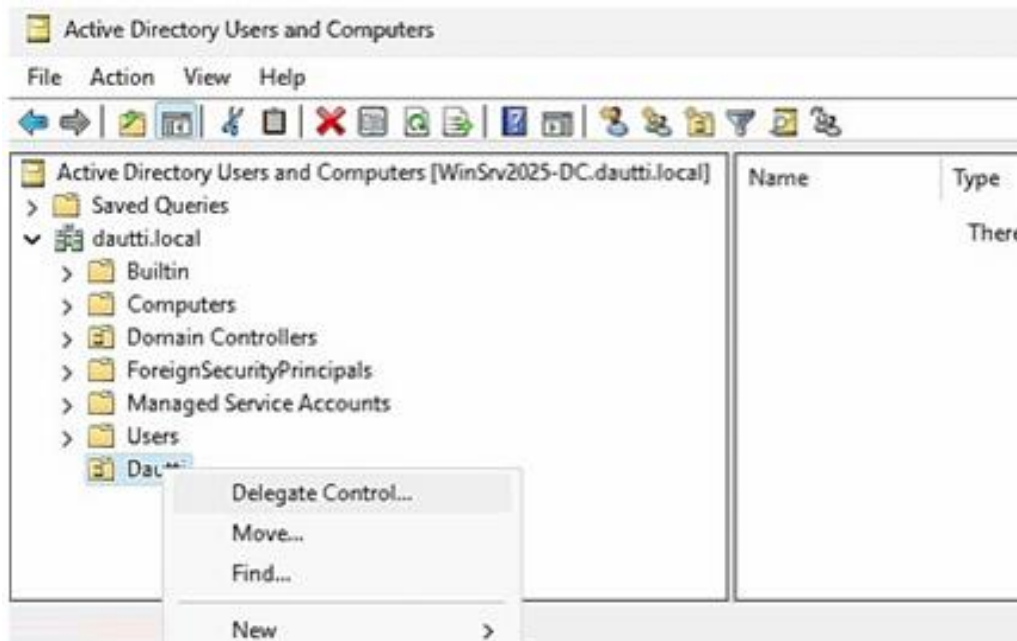 Active Directory Users and Computers
File Action View Help
Active Directory Users and Computers [WinSrv2025-DC.dautti.local]
Name Type
Saved Queries
There
dautti.local
Builtin
Computers
Domain Controllers
ForeignSecurityPrincipals
Managed Service Accounts
Users
Dautti
Delegate Control...
Move...
Find...
New